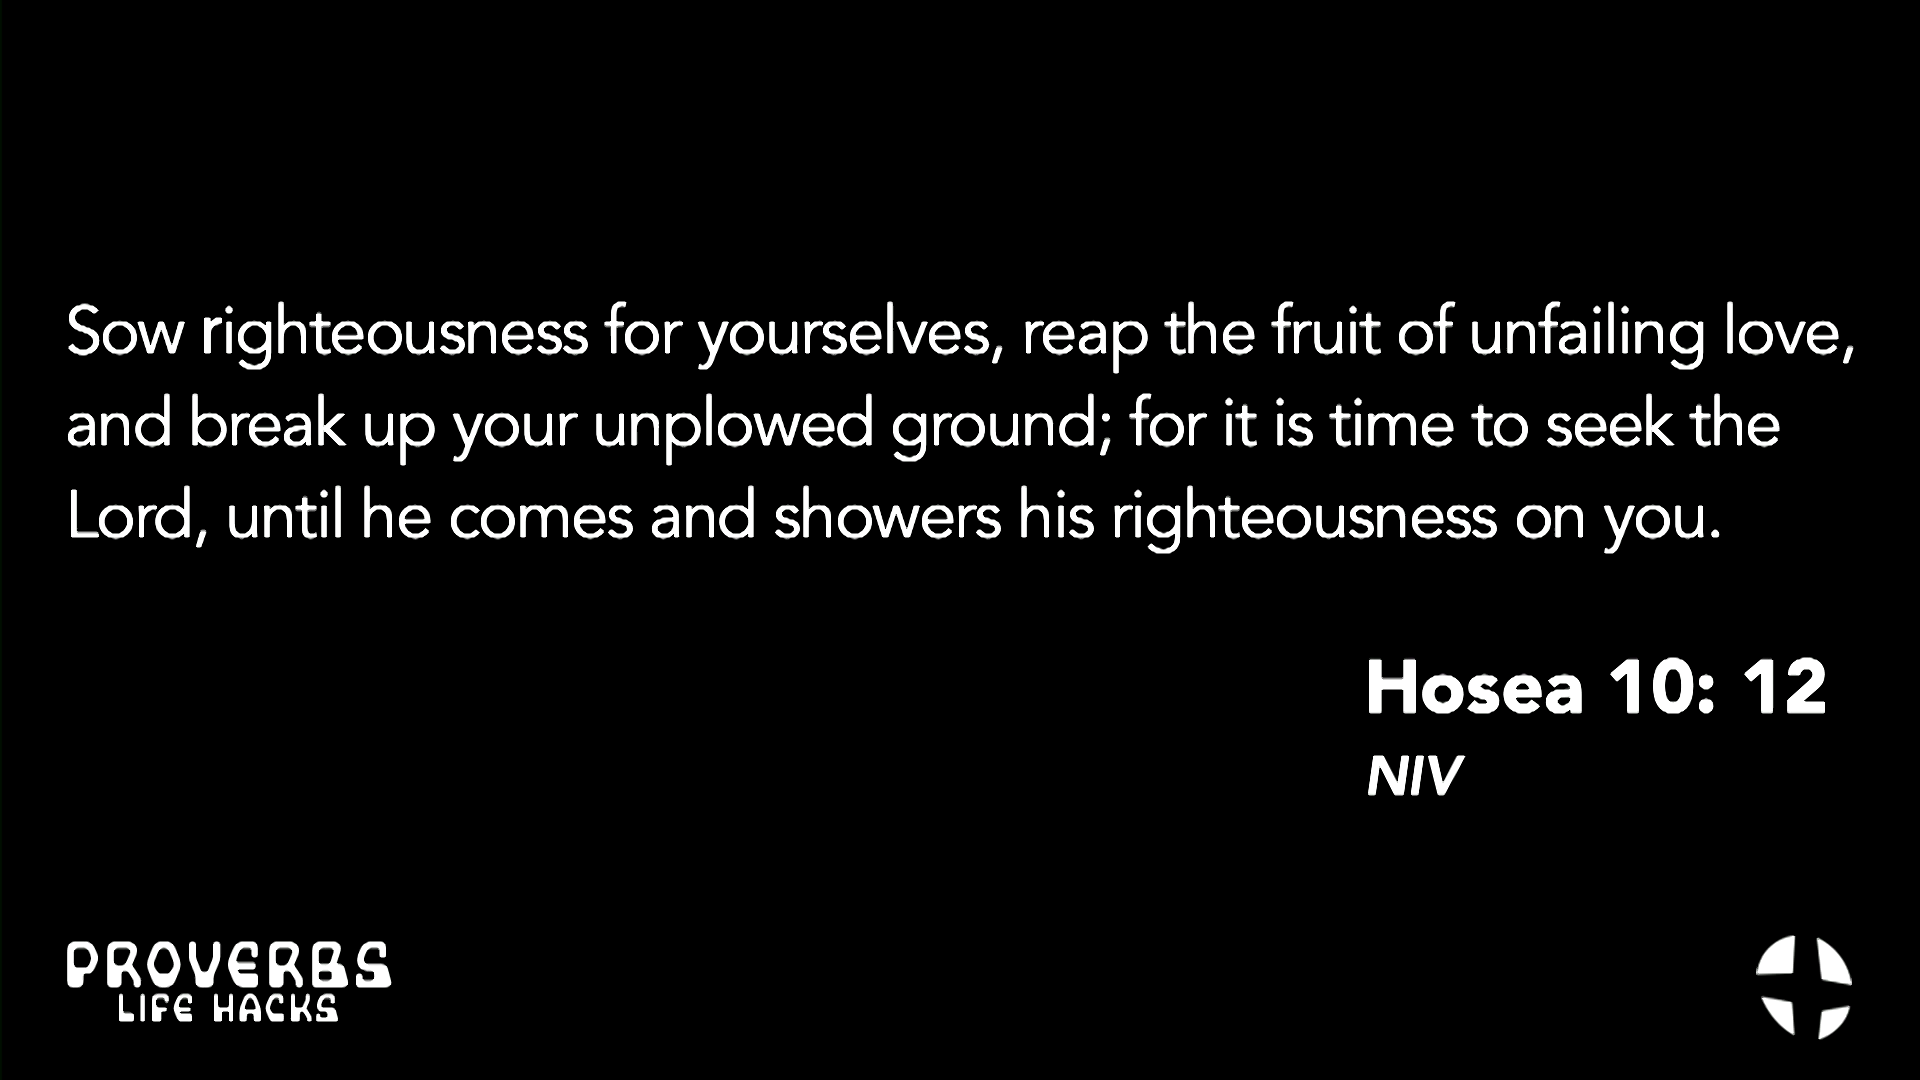 Sow righteousness for yourselves, reap the fruit of unfailing love,
and break up your unplowed ground; for it is time to seek the
Lord, until he comes and showers his righteousness on you.
Hosea 10: 12
NIV
PROVERBS
LIFE HACKS